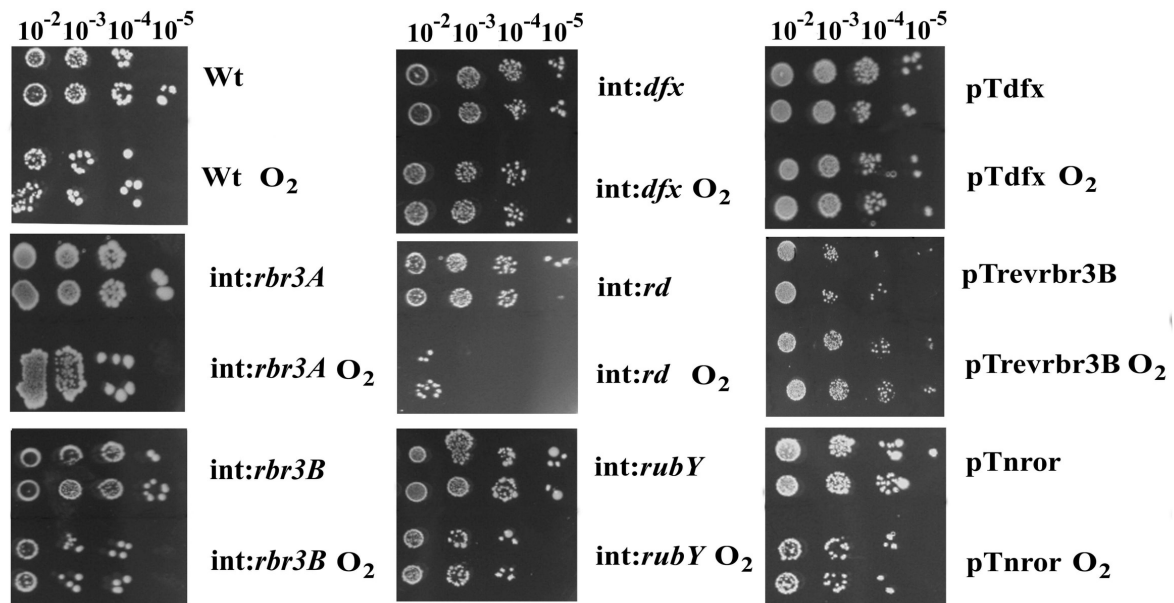 10⁻² 10⁻³ 10⁻⁴ 10⁻⁵
Wt
Wt O₂
int:rbr3A
int:rbr3A O₂
int:rbr3B
int:rbr3B O₂
10⁻² 10⁻³ 10⁻⁴ 10⁻⁵
int:dfx
int:dfx O₂
int:rd
int:rd O₂
int:rubY
int:rubY O₂
10⁻² 10⁻³ 10⁻⁴ 10⁻⁵
pTdfx
pTdfx O₂
pTrevrbr3B
pTrevrbr3B O₂
pTnror
pTnror O₂